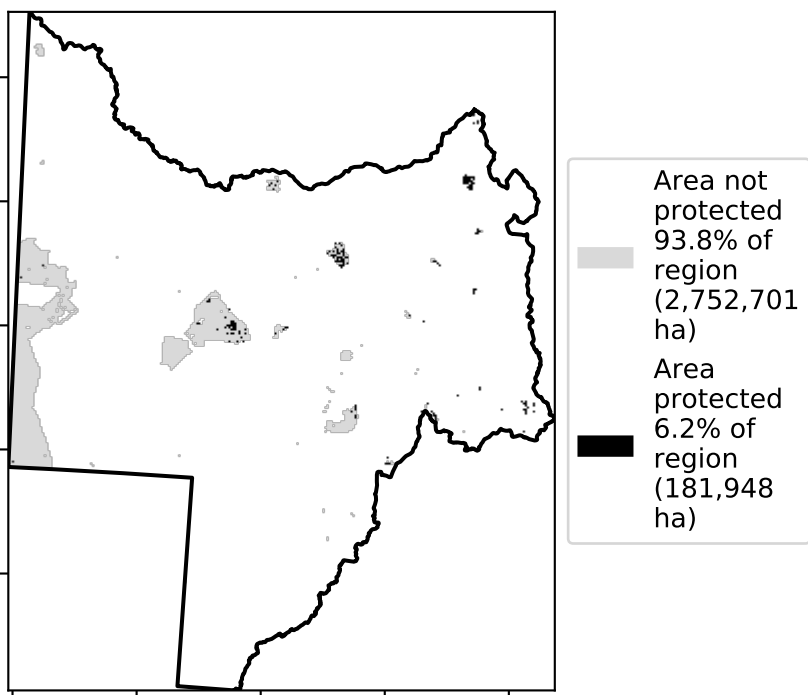 Area not
protected
93.8% of
region
(2,752,701
ha)
Area
protected
6.2% of
region
(181,948
ha)